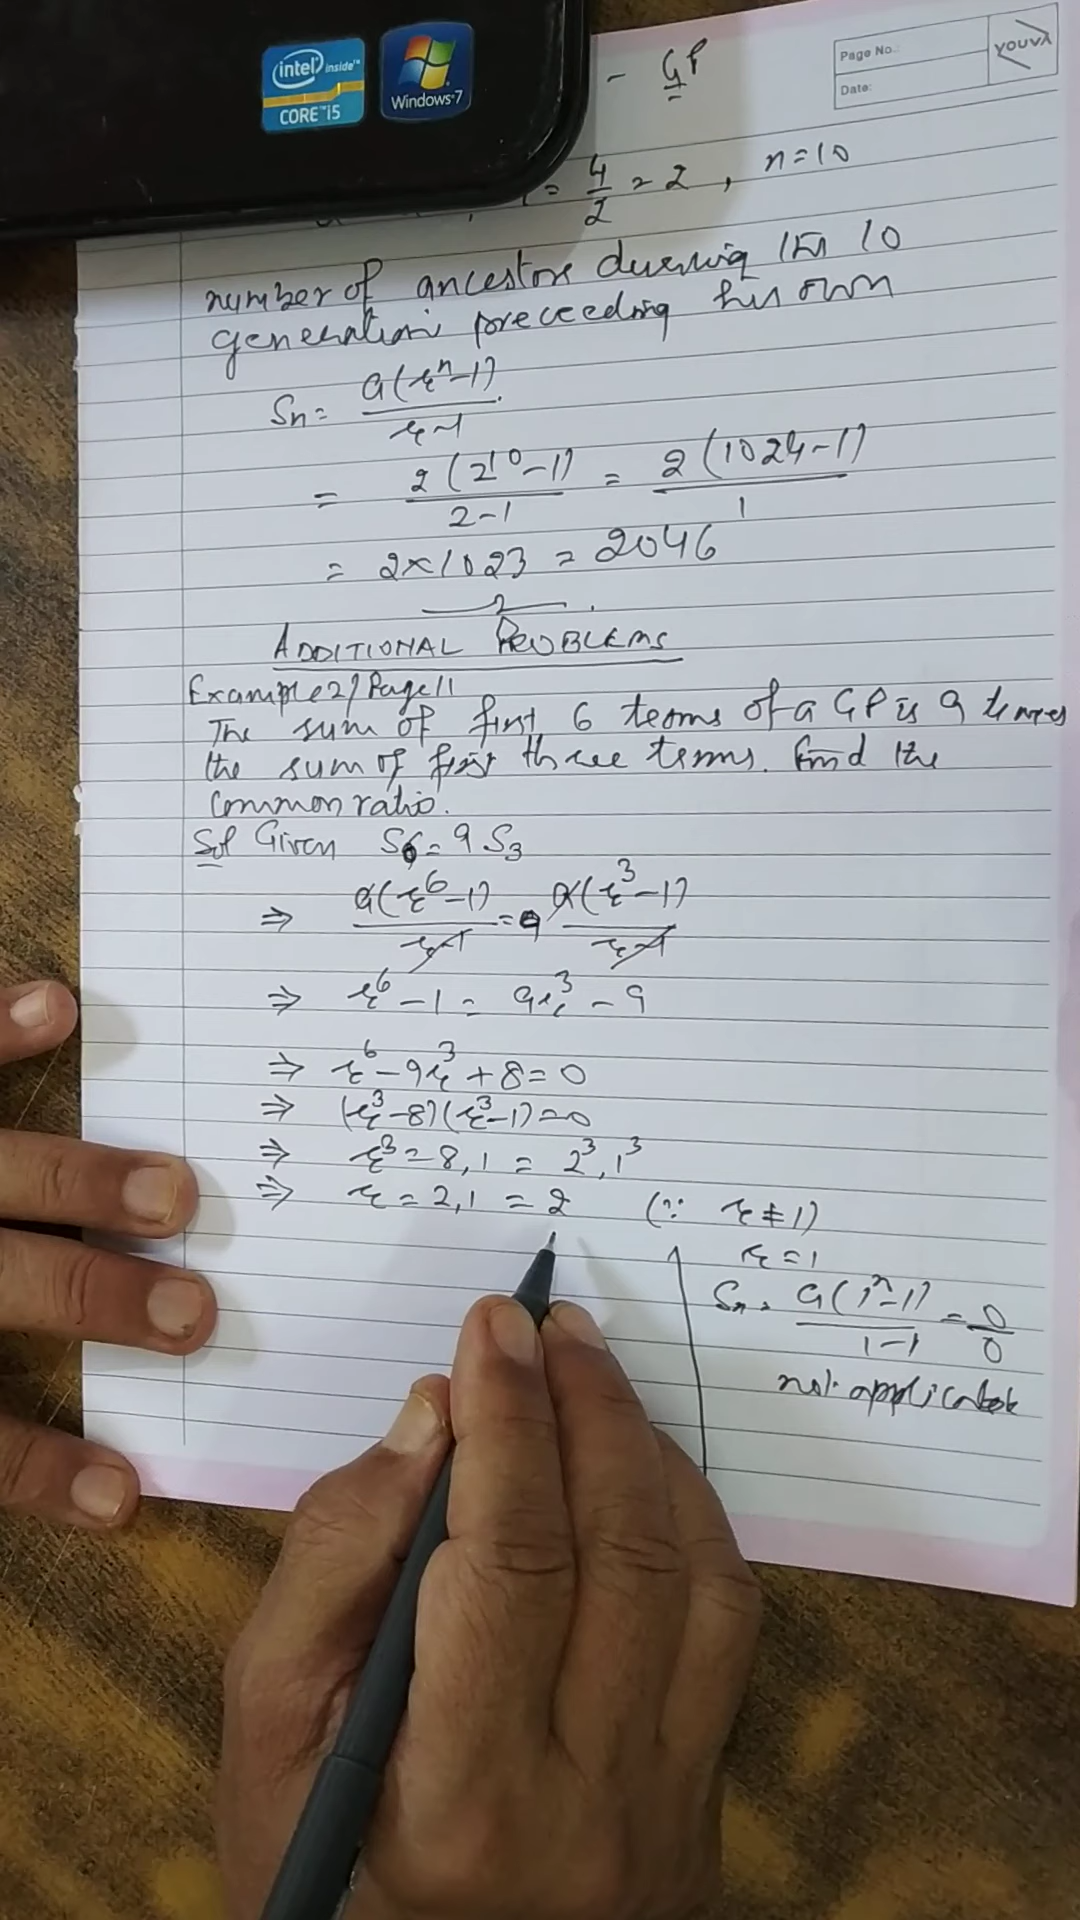 intel inside™
CORE™ i5
Windows 7
- GP
Page No.:
Date:
YOUVA
= 4/2 = 2 , n=10
number of ancestors during the 10
generation preceeding his own
Sn = a(r^n-1)/r-1
= 2(2^10-1)/2-1 = 2(1024-1)/1
= 2×1023 = 2046
ADDITIONAL PROBLEMS
Example 2/ Page 11
The sum of first 6 terms of a GP is 9 times
the sum of first three terms. Find the
common ratio.
Sol Given S6 = 9 S3
⇒ a(r^6-1)/r-1 = 9 a(r^3-1)/r-1
⇒ r^6 - 1 = 9r^3 - 9
⇒ r^6 - 9r^3 + 8 = 0
⇒ (r^3-8)(r^3-1)=0
⇒ r^3 = 8,1 = 2^3,1^3
⇒ r = 2,1 = 2 (∵ r≠1)
r = 1
Sn = a(1^n-1)/1-1 = 0/0
not applicable